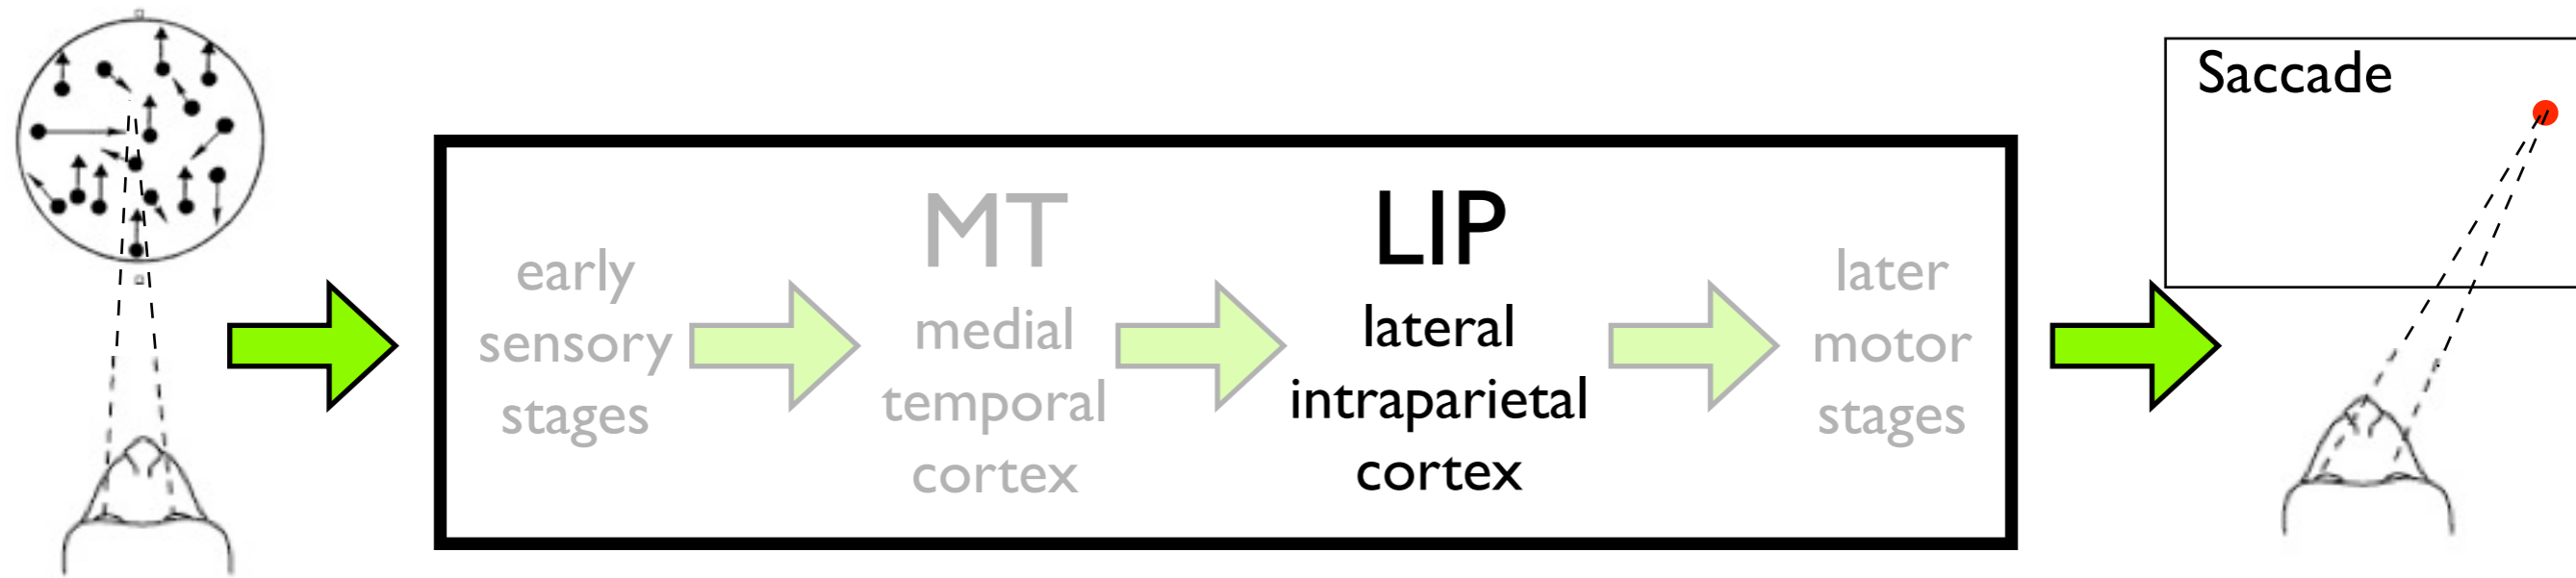 early
sensory
stages
MT
medial
temporal
cortex
LIP
lateral
intraparietal
cortex
later
motor
stages
Saccade